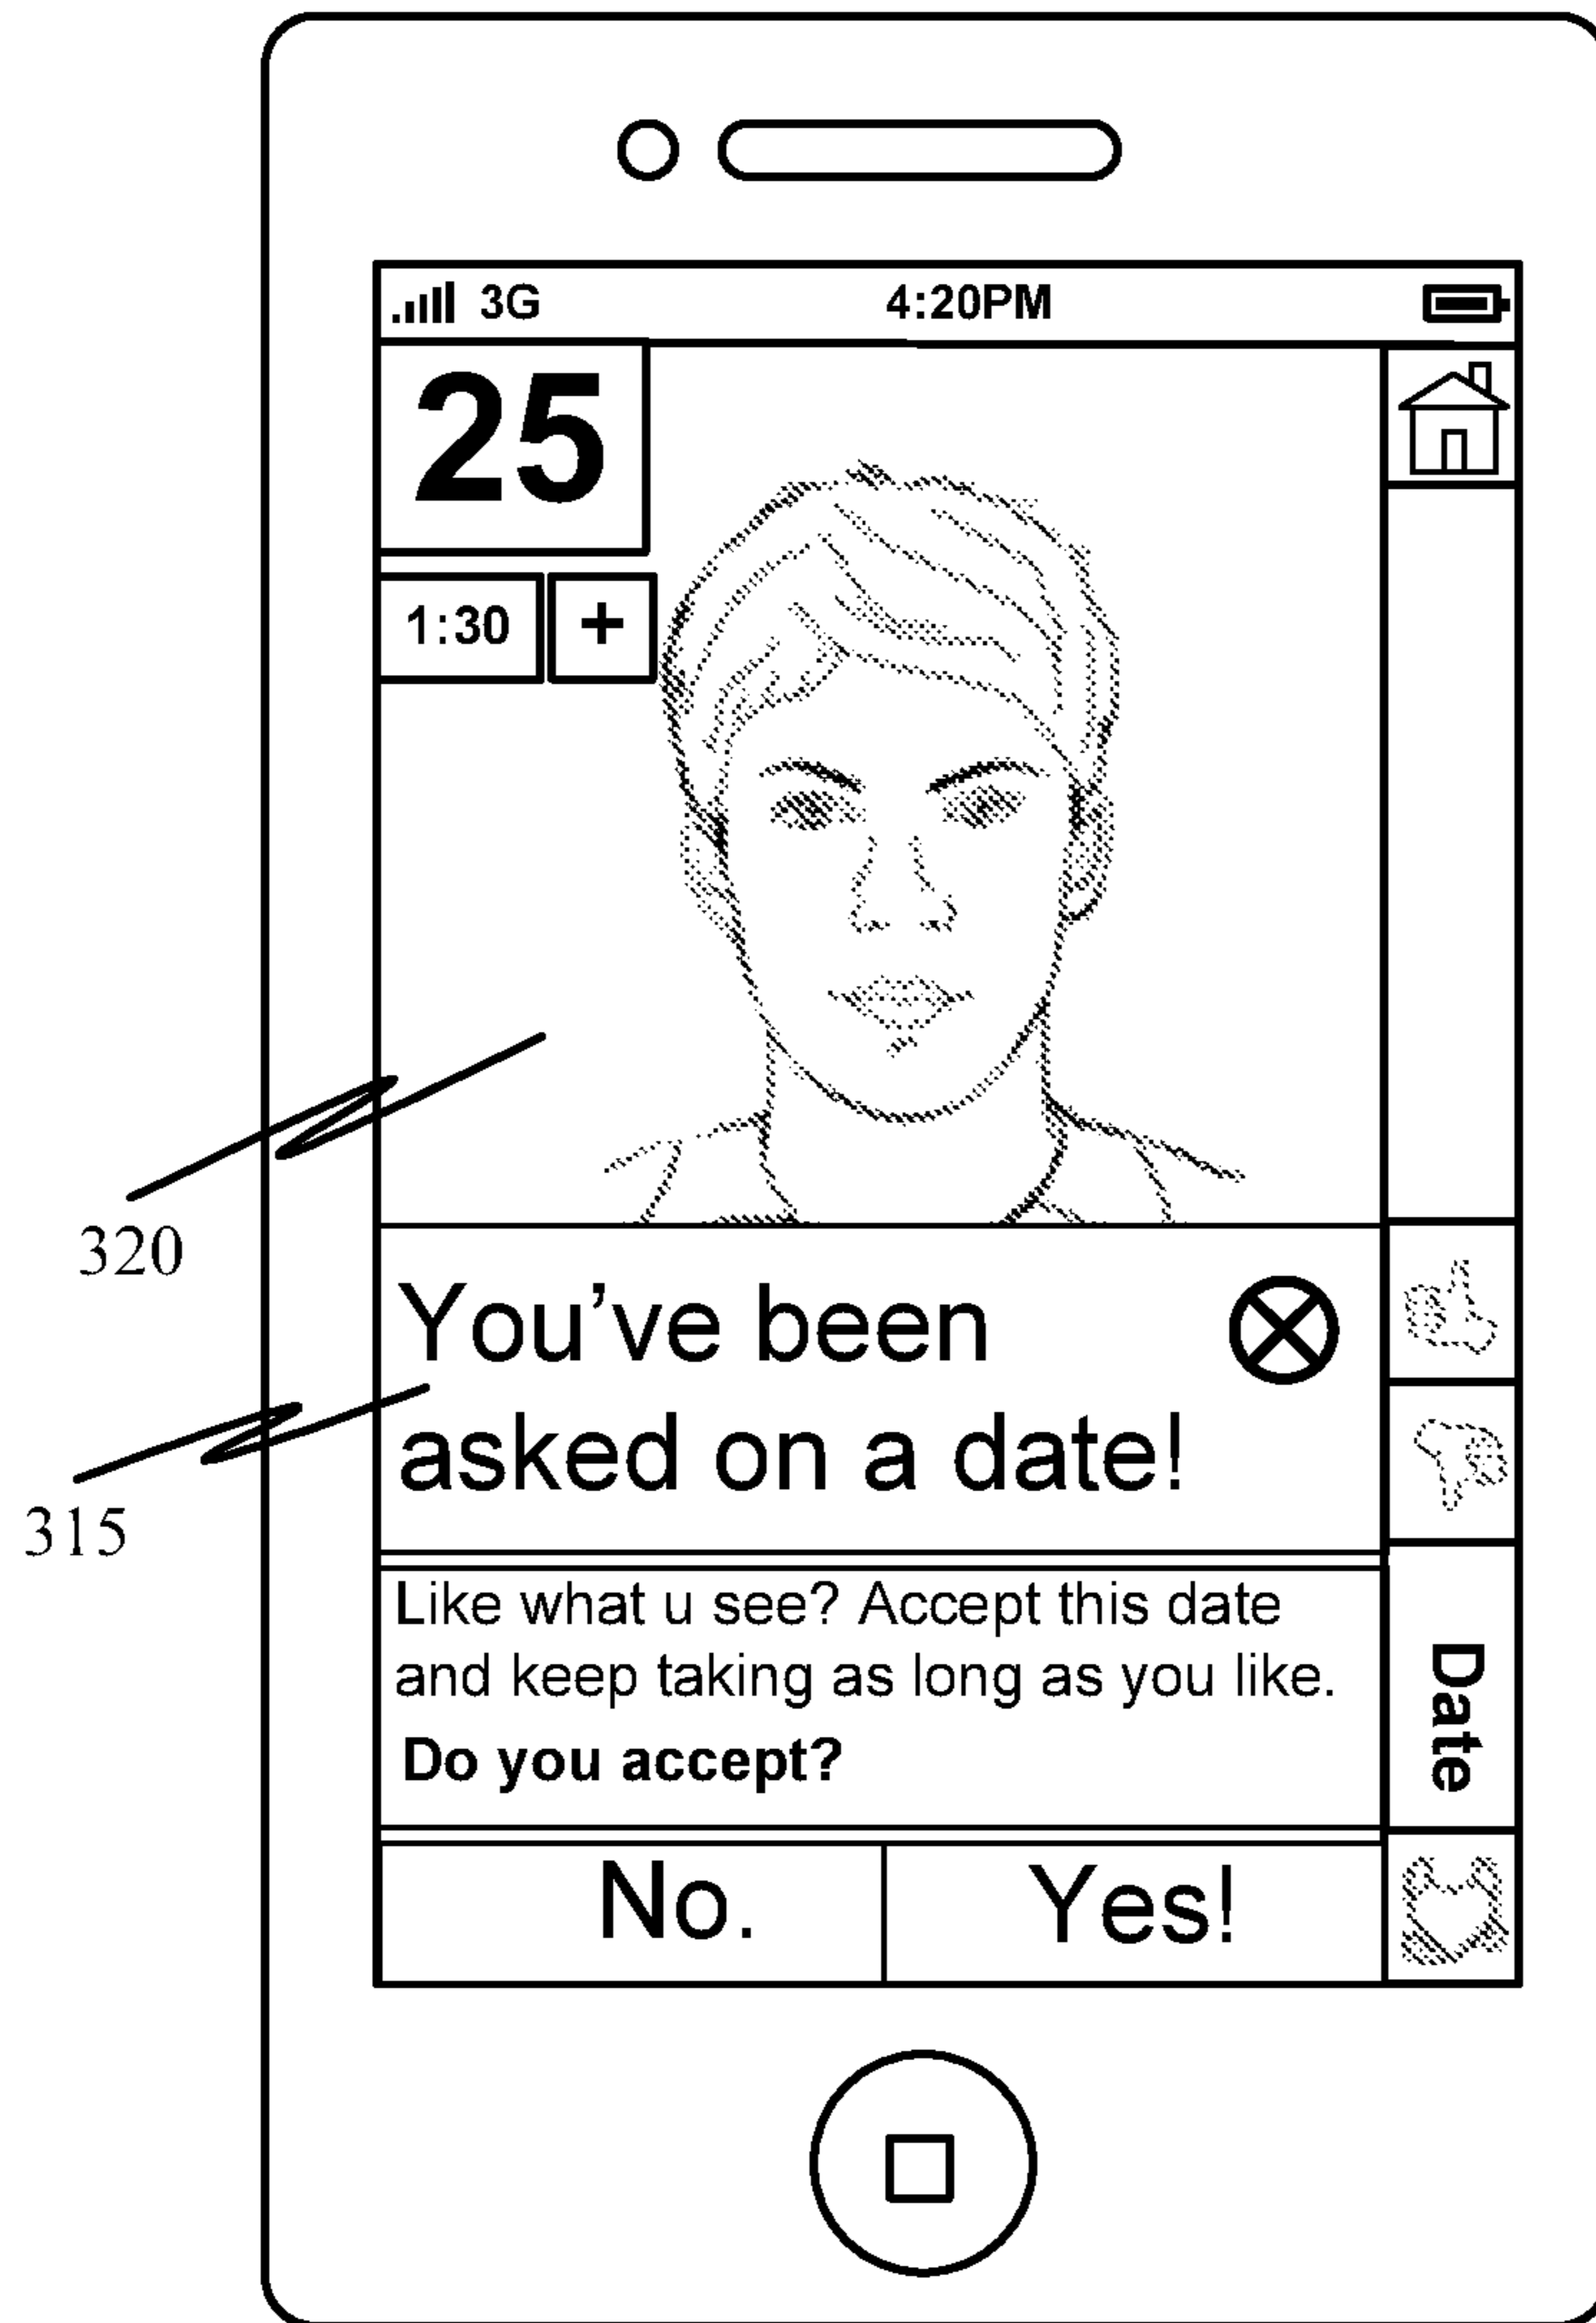 3G
4:20PM
25
1:30
+
320
You've been
asked on a date!
315
Like what u see? Accept this date
and keep taking as long as you like.
Do you accept?
Date
No.
Yes!